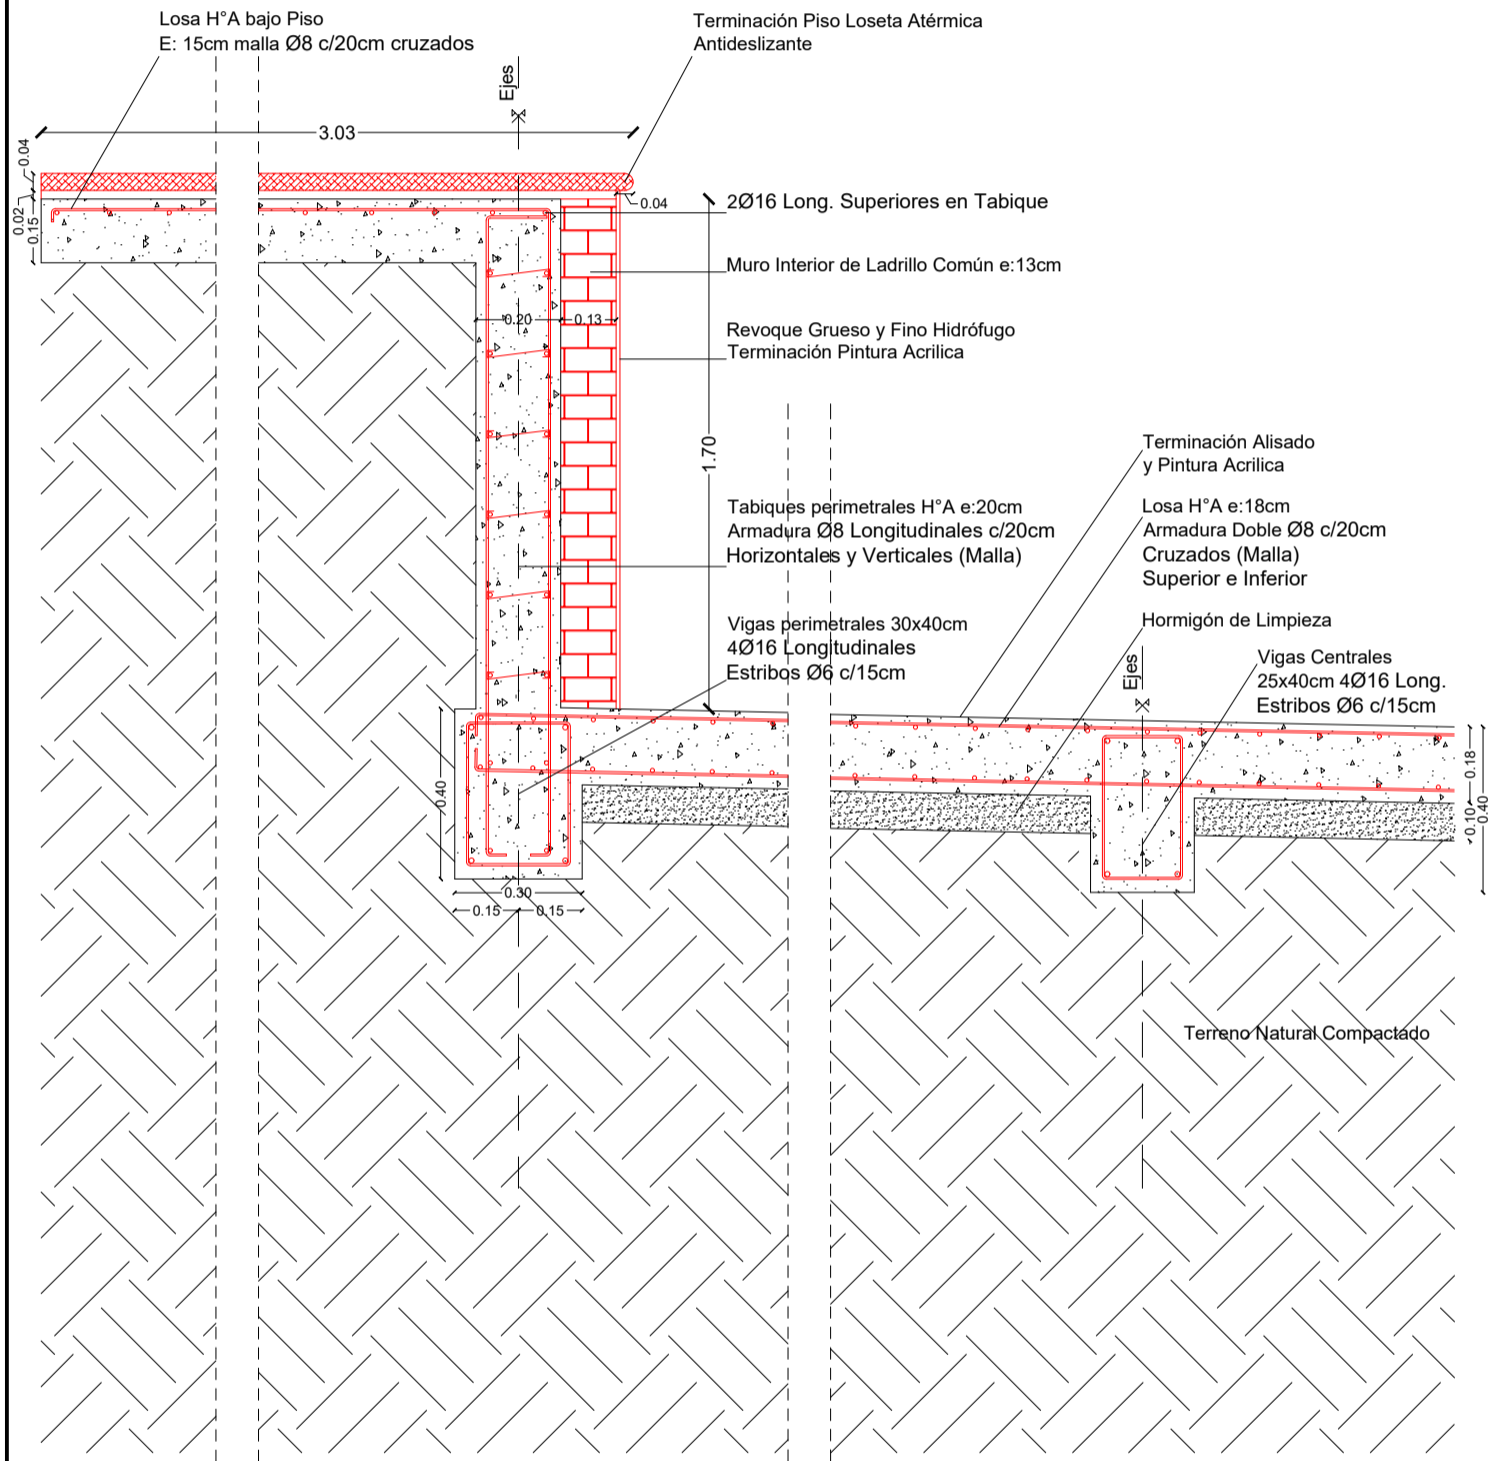 Losa H°A bajo Piso
E: 15cm malla Ø8 c/20cm cruzados
Terminación Piso Loseta Atérmica
Antideslizante
Ejes
3.03
0.04
0.02
0.15
0.04
2Ø16 Long. Superiores en Tabique
Muro Interior de Ladrillo Común e:13cm
0.20
0.13
Revoque Grueso y Fino Hidrófugo
Terminación Pintura Acrilica
1.70
Terminación Alisado
y Pintura Acrilica
Tabiques perimetrales H°A e:20cm
Armadura Ø8 Longitudinales c/20cm
Horizontales y Verticales (Malla)
Losa H°A e:18cm
Armadura Doble Ø8 c/20cm
Cruzados (Malla)
Superior e Inferior
Hormigón de Limpieza
Vigas perimetrales 30x40cm
4Ø16 Longitudinales
Estribos Ø6 c/15cm
Ejes
Vigas Centrales
25x40cm 4Ø16 Long.
Estribos Ø6 c/15cm
0.40
0.18
0.10
0.40
0.30
0.15
0.15
Terreno Natural Compactado